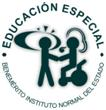 EDUCACIÓN ESPECIAL
BENEMÉRITO INSTITUTO NORMAL DEL ESTADO